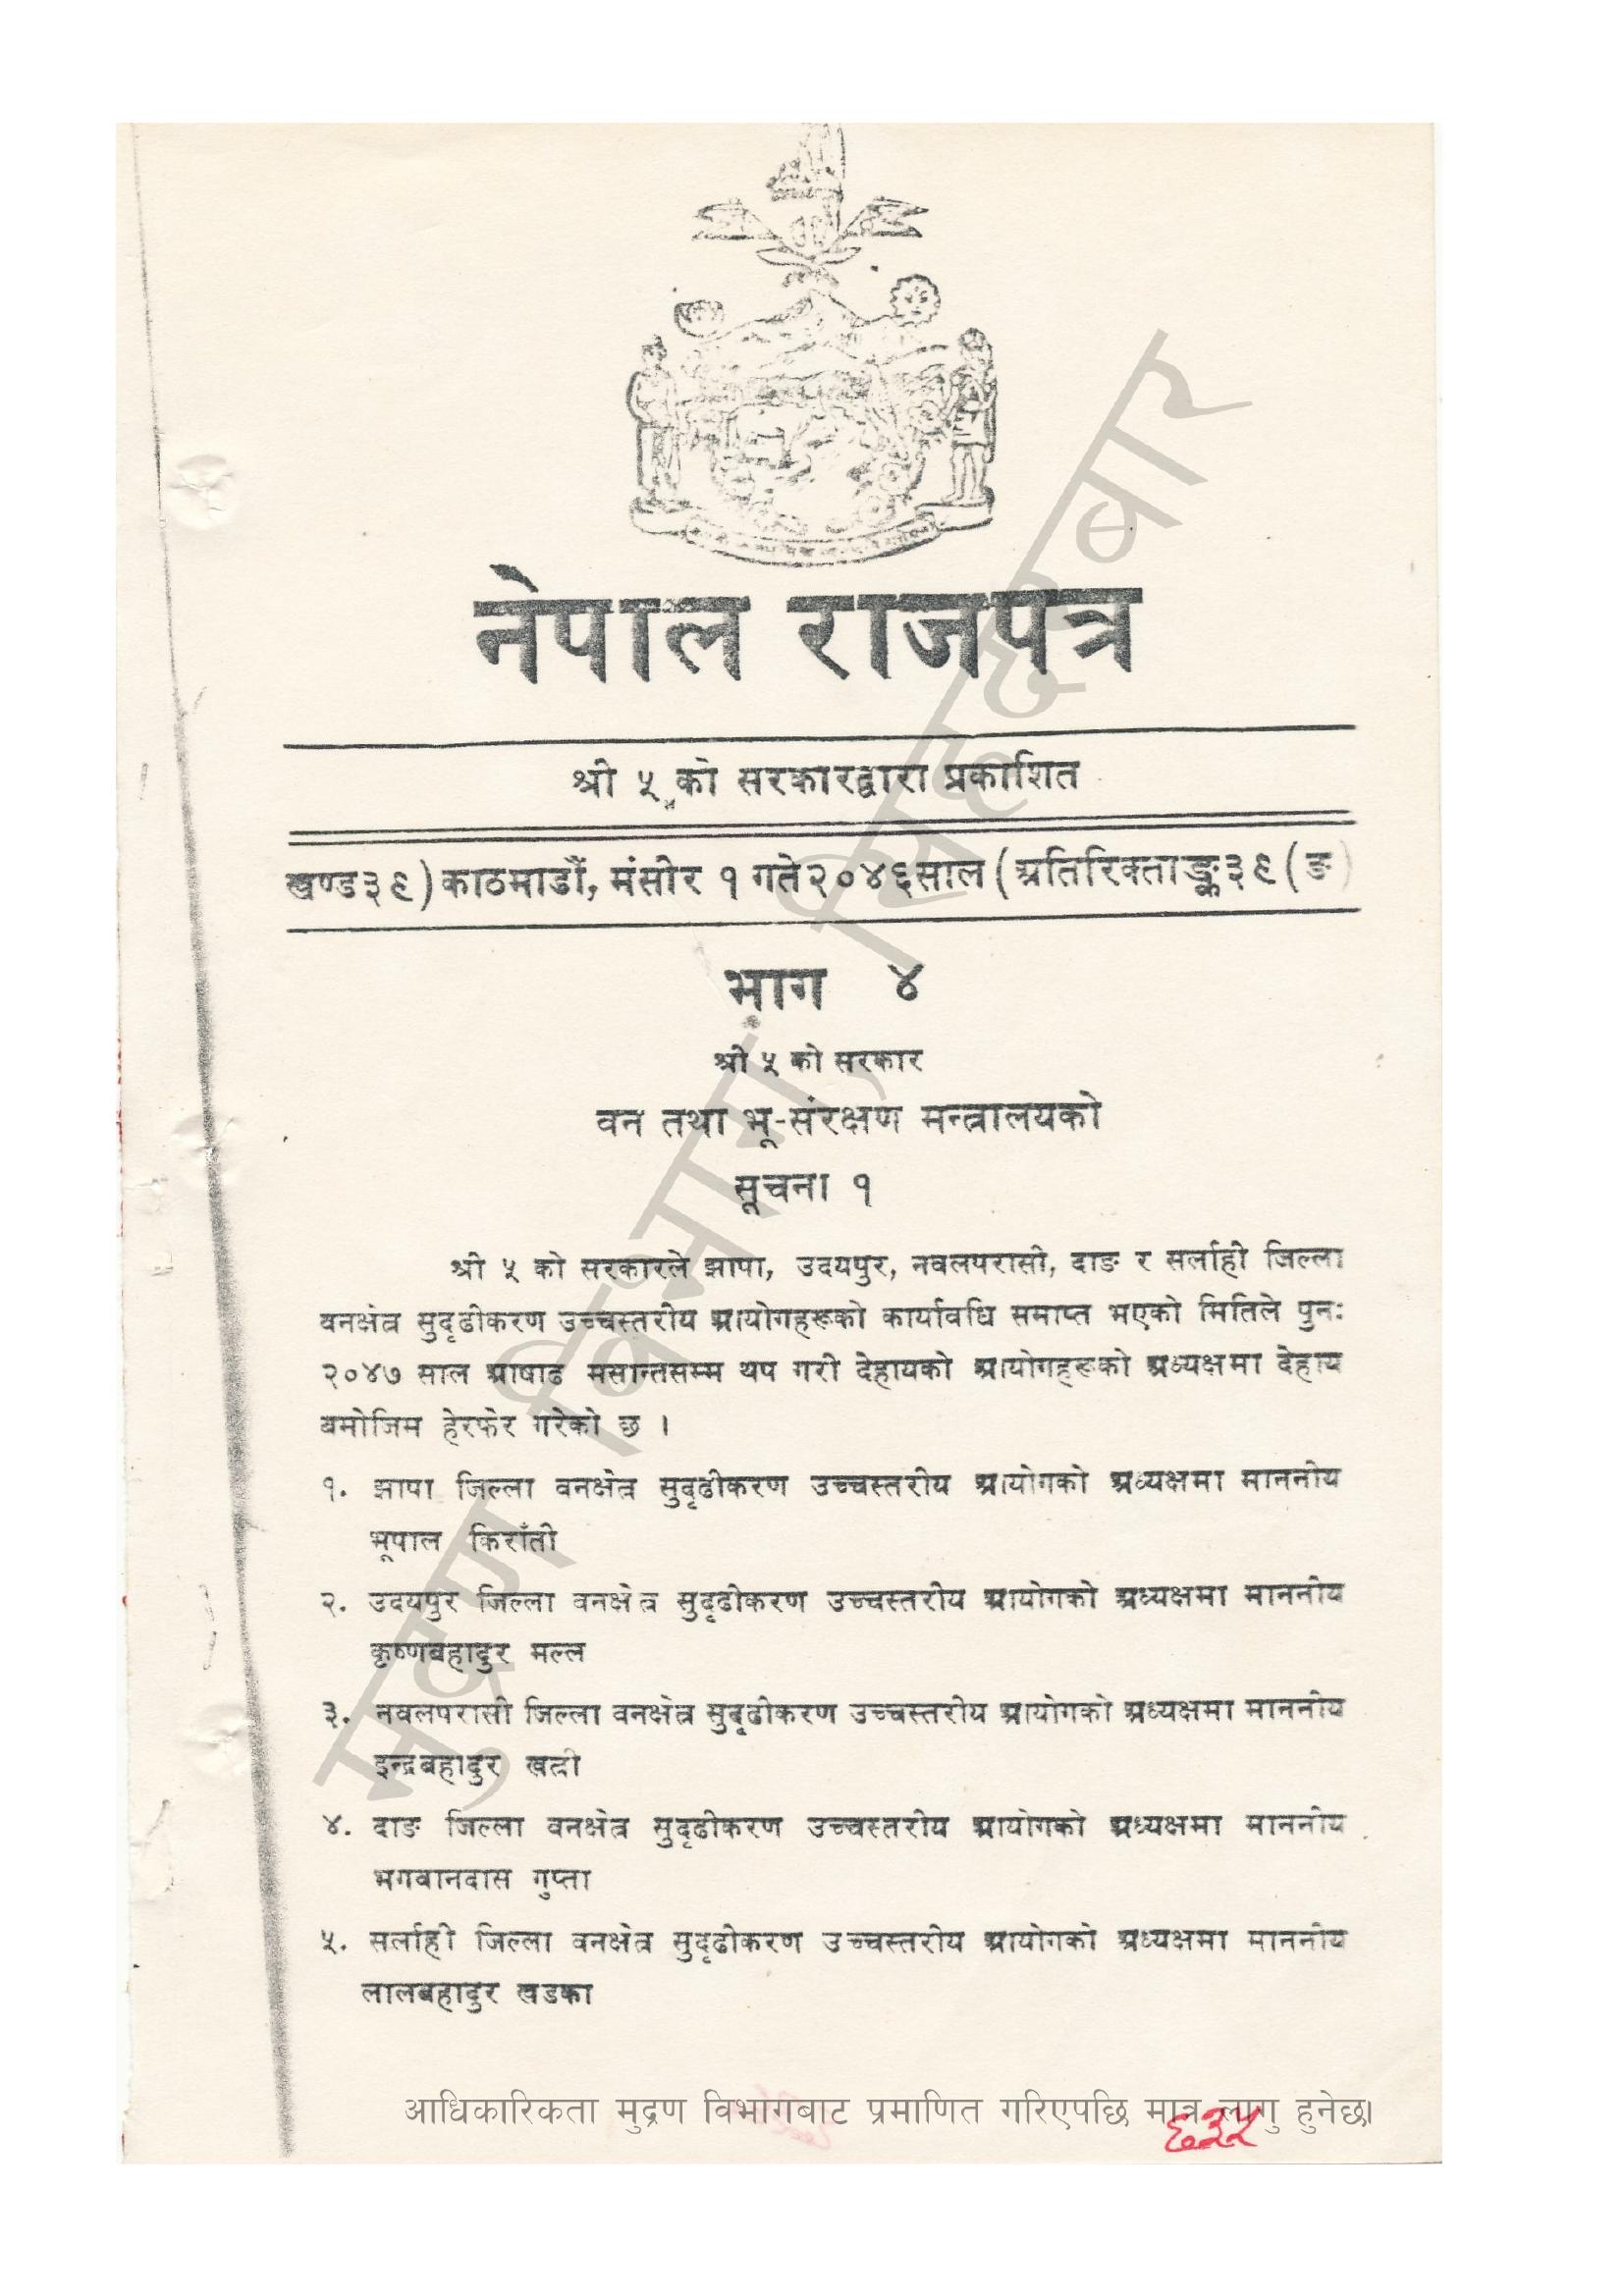 नेपाल राजपत्र
श्री ५ को सरकारद्वारा प्रकाशित
खण्ड३९) काठमाडौँ, मंसीर १ गते२०४६साल (अतिरिक्ताङ्क३९(ङ)
भाग ४
श्री ५ को सरकार
वन तथा भू-संरक्षण मन्त्रालयको
सूचना १
श्री ५ को सरकारले झापा, उदयपुर, नवलपरासी, दाङ र सर्लाही जिल्ला
वनक्षेत्र सुदृढीकरण उच्चस्तरीय आयोगहरूको कार्यावधि समाप्त भएको मितिले पुनः
२०४७ साल आषाढ मसान्तसम्म थप गरी देहायको आयोगहरूको अध्यक्षमा देहाय
बमोजिम हेरफेर गरेको छ ।
१. झापा जिल्ला वनक्षेत्र सुदृढीकरण उच्चस्तरीय आयोगको अध्यक्षमा माननीय
भूपाल किराँती
२. उदयपुर जिल्ला वनक्षेत्र सुदृढीकरण उच्चस्तरीय आयोगको अध्यक्षमा माननीय
कृष्णबहादुर मल्ल
३. नवलपरासी जिल्ला वनक्षेत्र सुदृढीकरण उच्चस्तरीय आयोगको अध्यक्षमा माननीय
इन्द्रबहादुर खत्री
४. दाङ जिल्ला वनक्षेत्र सुदृढीकरण उच्चस्तरीय आयोगको अध्यक्षमा माननीय
भगवानदास गुप्ता
५. सर्लाही जिल्ला वनक्षेत्र सुदृढीकरण उच्चस्तरीय आयोगको अध्यक्षमा माननीय
लालबहादुर खडका
मुद्रण विभाग, सिंहदरबार
आधिकारिकता मुद्रण विभागबाट प्रमाणित गरिएपछि मात्र लागु हुनेछ।